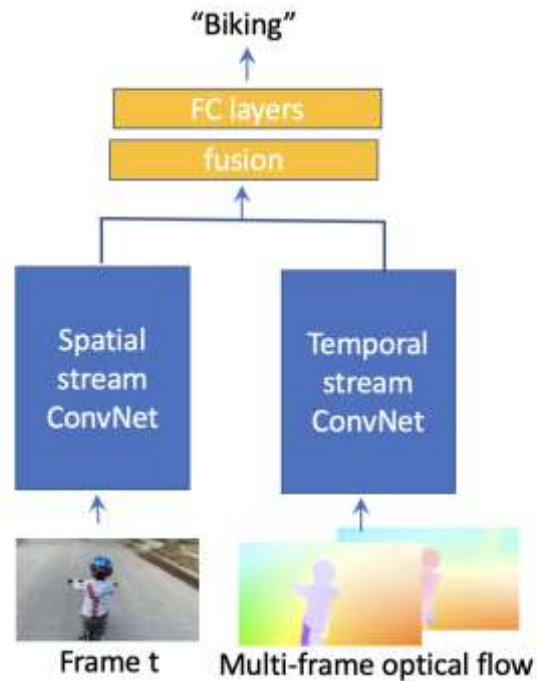 “Biking”
FC layers
fusion
Spatial
stream
ConvNet
Temporal
stream
ConvNet
Frame t
Multi-frame optical flow